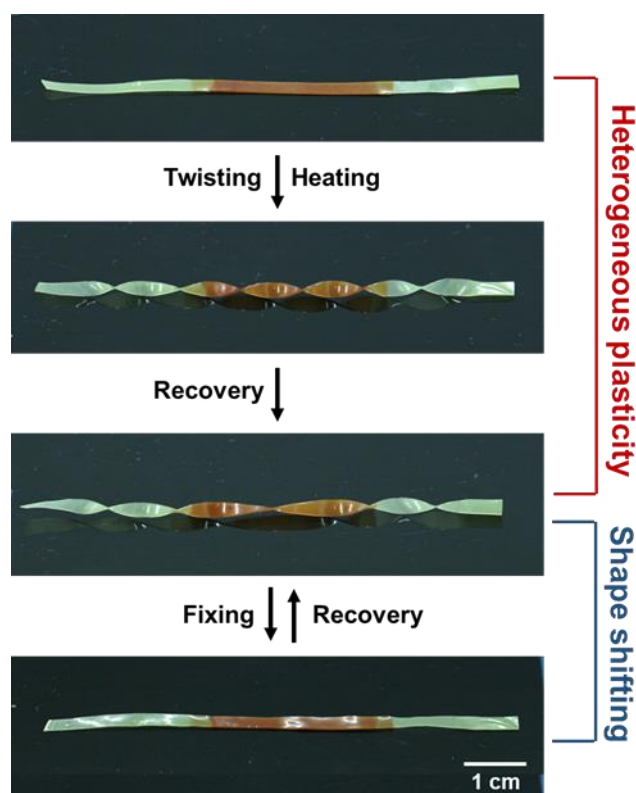 Twisting Heating
Recovery
Fixing Recovery
1 cm
Heterogeneous plasticity
Shape shifting